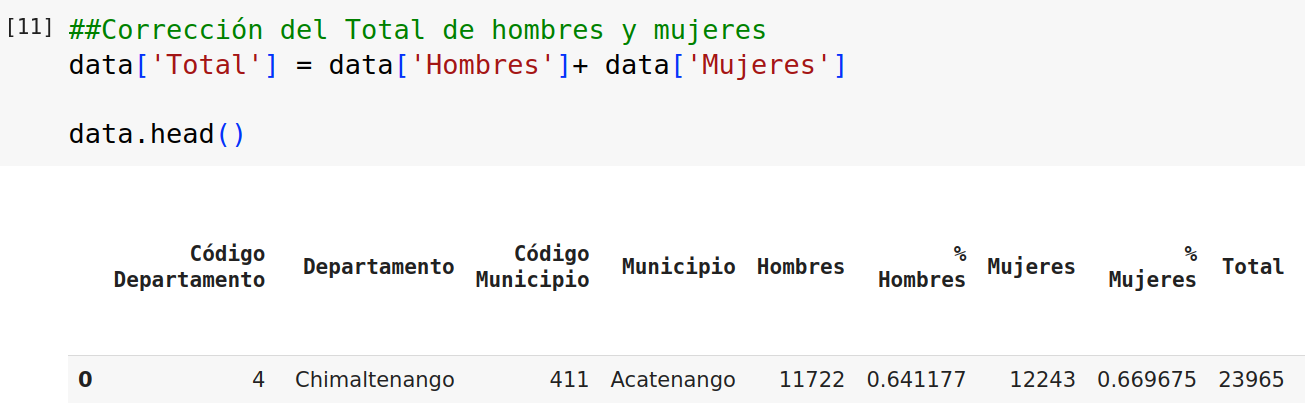 [11] ##Corrección del Total de hombres y mujeres
data['Total'] = data['Hombres']+ data['Mujeres']
data.head()
Código Departamento Departamento Código Municipio Municipio Hombres % Hombres Mujeres % Mujeres Total
0 4 Chimaltenango 411 Acatenango 11722 0.641177 12243 0.669675 23965